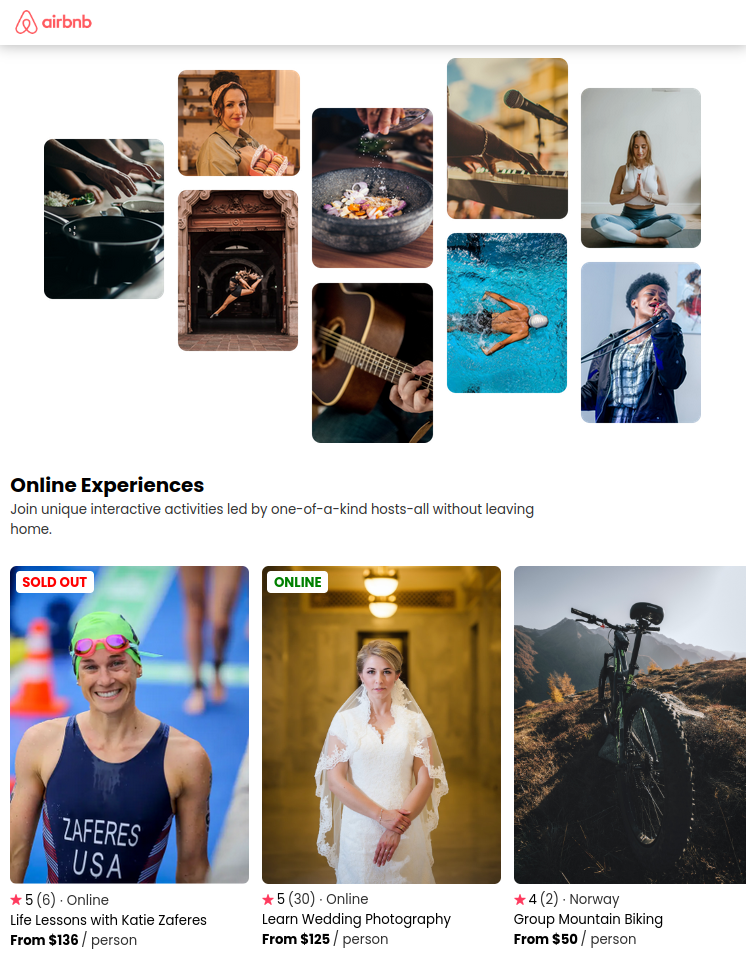 airbnb
Online Experiences
Join unique interactive activities led by one-of-a-kind hosts-all without leaving
home.
SOLD OUT
ZAFERES
USA
5 (6) · Online
Life Lessons with Katie Zaferes
From $136 / person
ONLINE
5 (30) · Online
Learn Wedding Photography
From $125 / person
4 (2) · Norway
Group Mountain Biking
From $50 / person